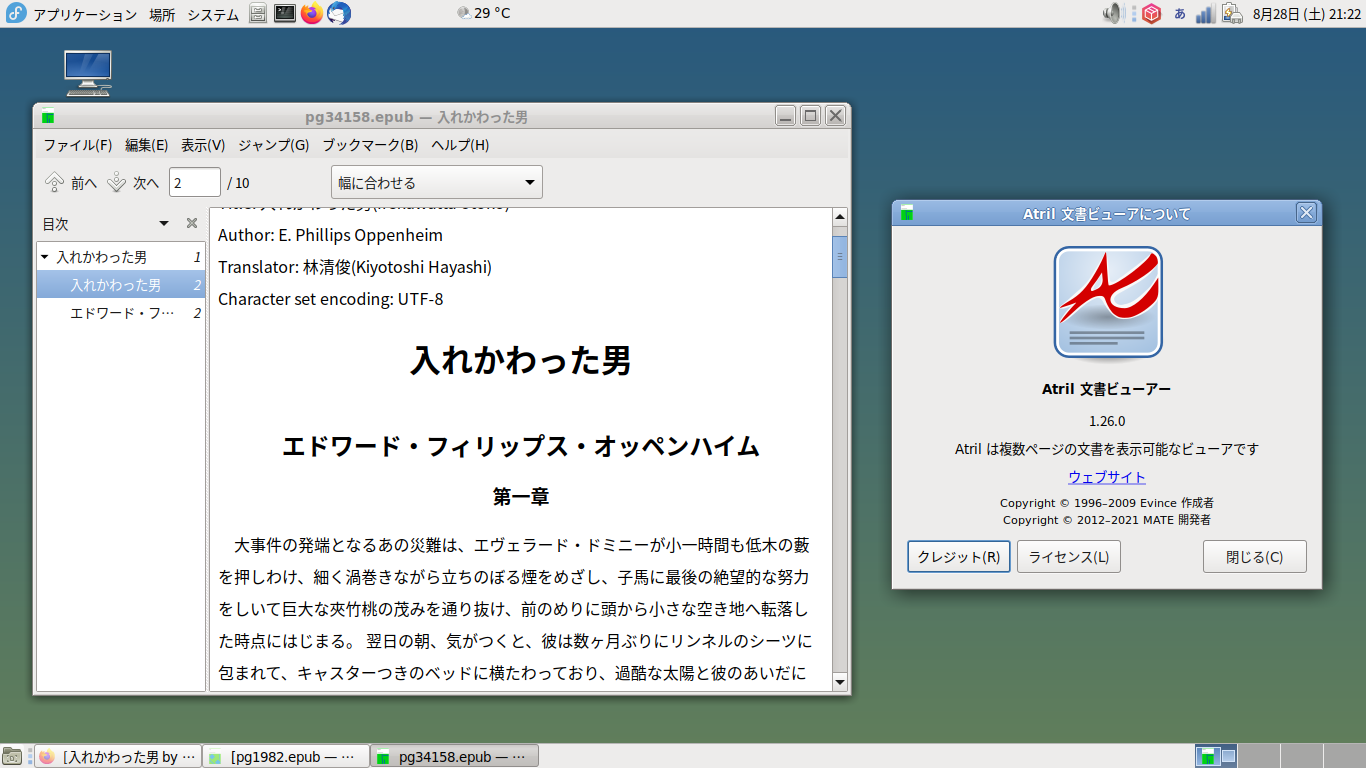 アプリケーション 場所 システム
29 °C
あ
8月28日 (土) 21:22
pg34158.epub — 入れかわった男
ファイル(F) 編集(E) 表示(V) ジャンプ(G) ブックマーク(B) ヘルプ(H)
前へ 次へ 2 / 10 幅に合わせる
目次
入れかわった男 1
入れかわった男 2
エドワード・フ… 2
Author: E. Phillips Oppenheim
Translator: 林清俊(Kiyotoshi Hayashi)
Character set encoding: UTF-8
入れかわった男
エドワード・フィリップス・オッペンハイム
第一章
大事件の発端となるあの災難は、エヴェラード・ドミニーが小一時間も低木の藪
を押しわけ、細く渦巻きながら立ちのぼる煙をめざし、子馬に最後の絶望的な努力
をしいて巨大な夾竹桃の茂みを通り抜け、前のめりに頭から小さな空き地へ転落し
た時点にはじまる。 翌日の朝、気がつくと、彼は数ヶ月ぶりにリンネルのシーツに
包まれて、キャスターつきのベッドに横たわっており、過酷な太陽と彼のあいだに
Atril 文書ビューアについて
Atril 文書ビューアー
1.26.0
Atril は複数ページの文書を表示可能なビューアです
ウェブサイト
Copyright © 1996–2009 Evince 作成者
Copyright © 2012–2021 MATE 開発者
クレジット(R) ライセンス(L) 閉じる(C)
[入れかわった男 by …
[pg1982.epub — …
pg34158.epub — …